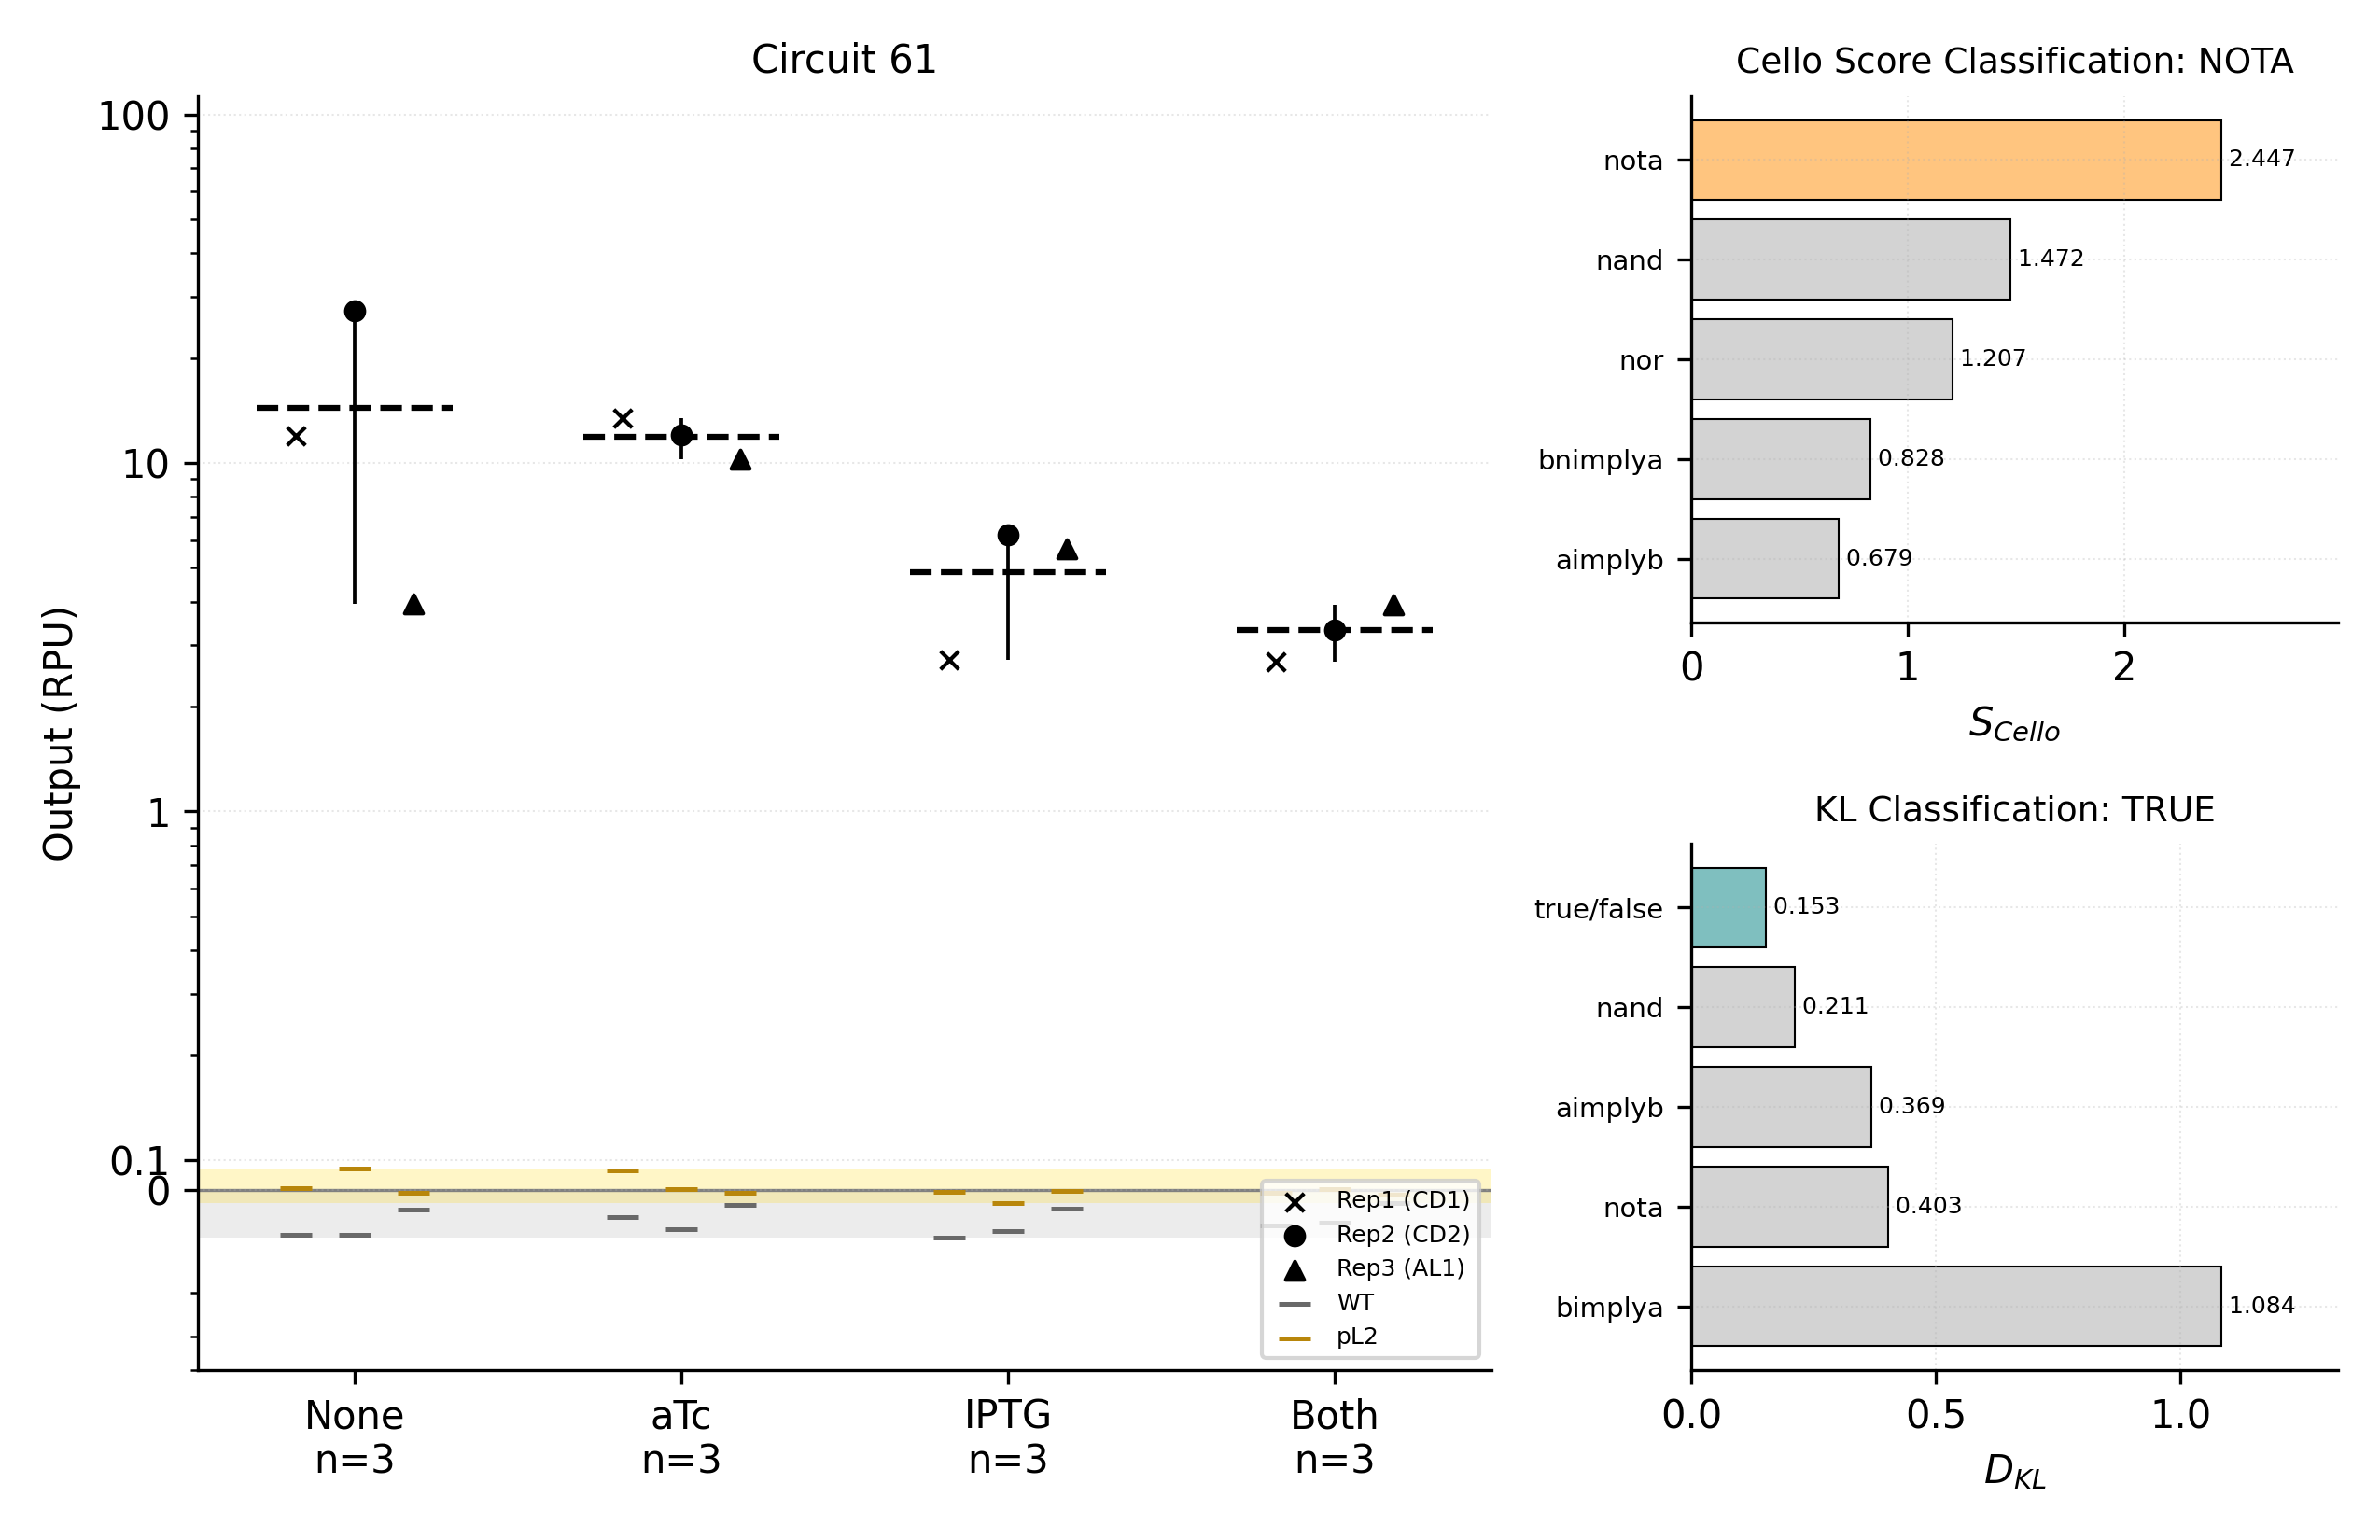 Circuit 61
Output (RPU)
100
10
1
0.1
0
None
n=3
aTc
n=3
IPTG
n=3
Both
n=3
Rep1 (CD1)
Rep2 (CD2)
Rep3 (AL1)
WT
pL2
Cello Score Classification: NOTA
nota
2.447
nand
1.472
nor
1.207
bnimplya
0.828
aimplyb
0.679
0
1
2
S_Cello
KL Classification: TRUE
true/false
0.153
nand
0.211
aimplyb
0.369
nota
0.403
bimplya
1.084
0.0
0.5
1.0
D_KL